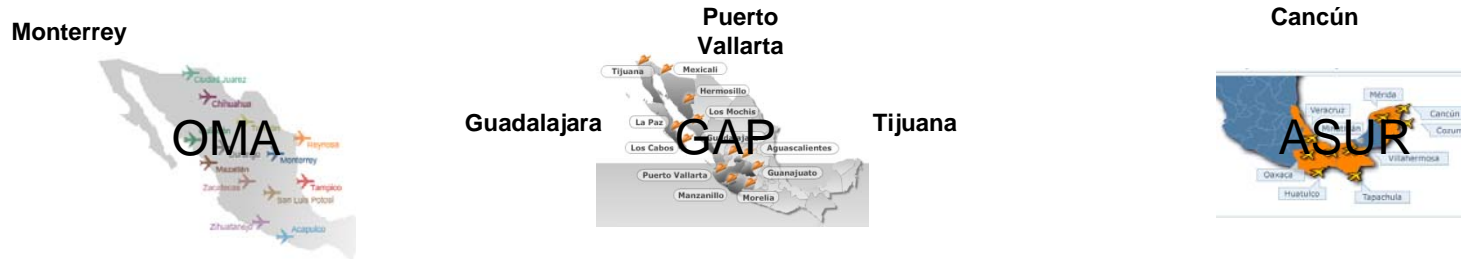 Monterrey
Ciudad Juarez
Chihuahua
OMA
Reynosa
Monterrey
Mazatlán
Zacatecas
Tampico
San Luis Potosí
Zihuatanejo
Acapulco
Puerto
Vallarta
Guadalajara
Tijuana
Tijuana
Mexicali
Hermosillo
Los Mochis
La Paz
GAP
Los Cabos
Aguascalientes
Puerto Vallarta
Guanajuato
Manzanillo
Morelia
Cancún
Mérida
Veracruz
Cancún
ASUR
Villahermosa
Oaxaca
Huatulco
Tapachula